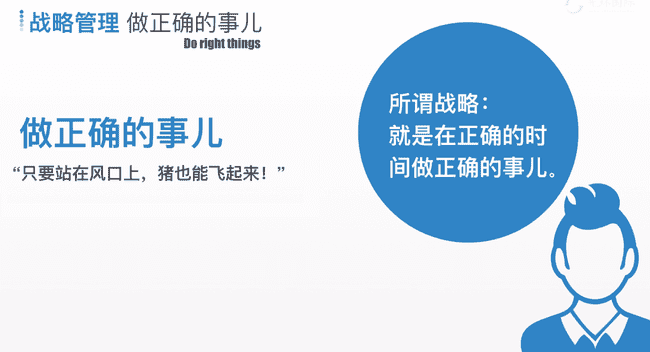 战略管理 做正确的事儿
Do right things
做正确的事儿
“只要站在风口上，猪也能飞起来！”
所谓战略：
就是在正确的时
间做正确的事儿。